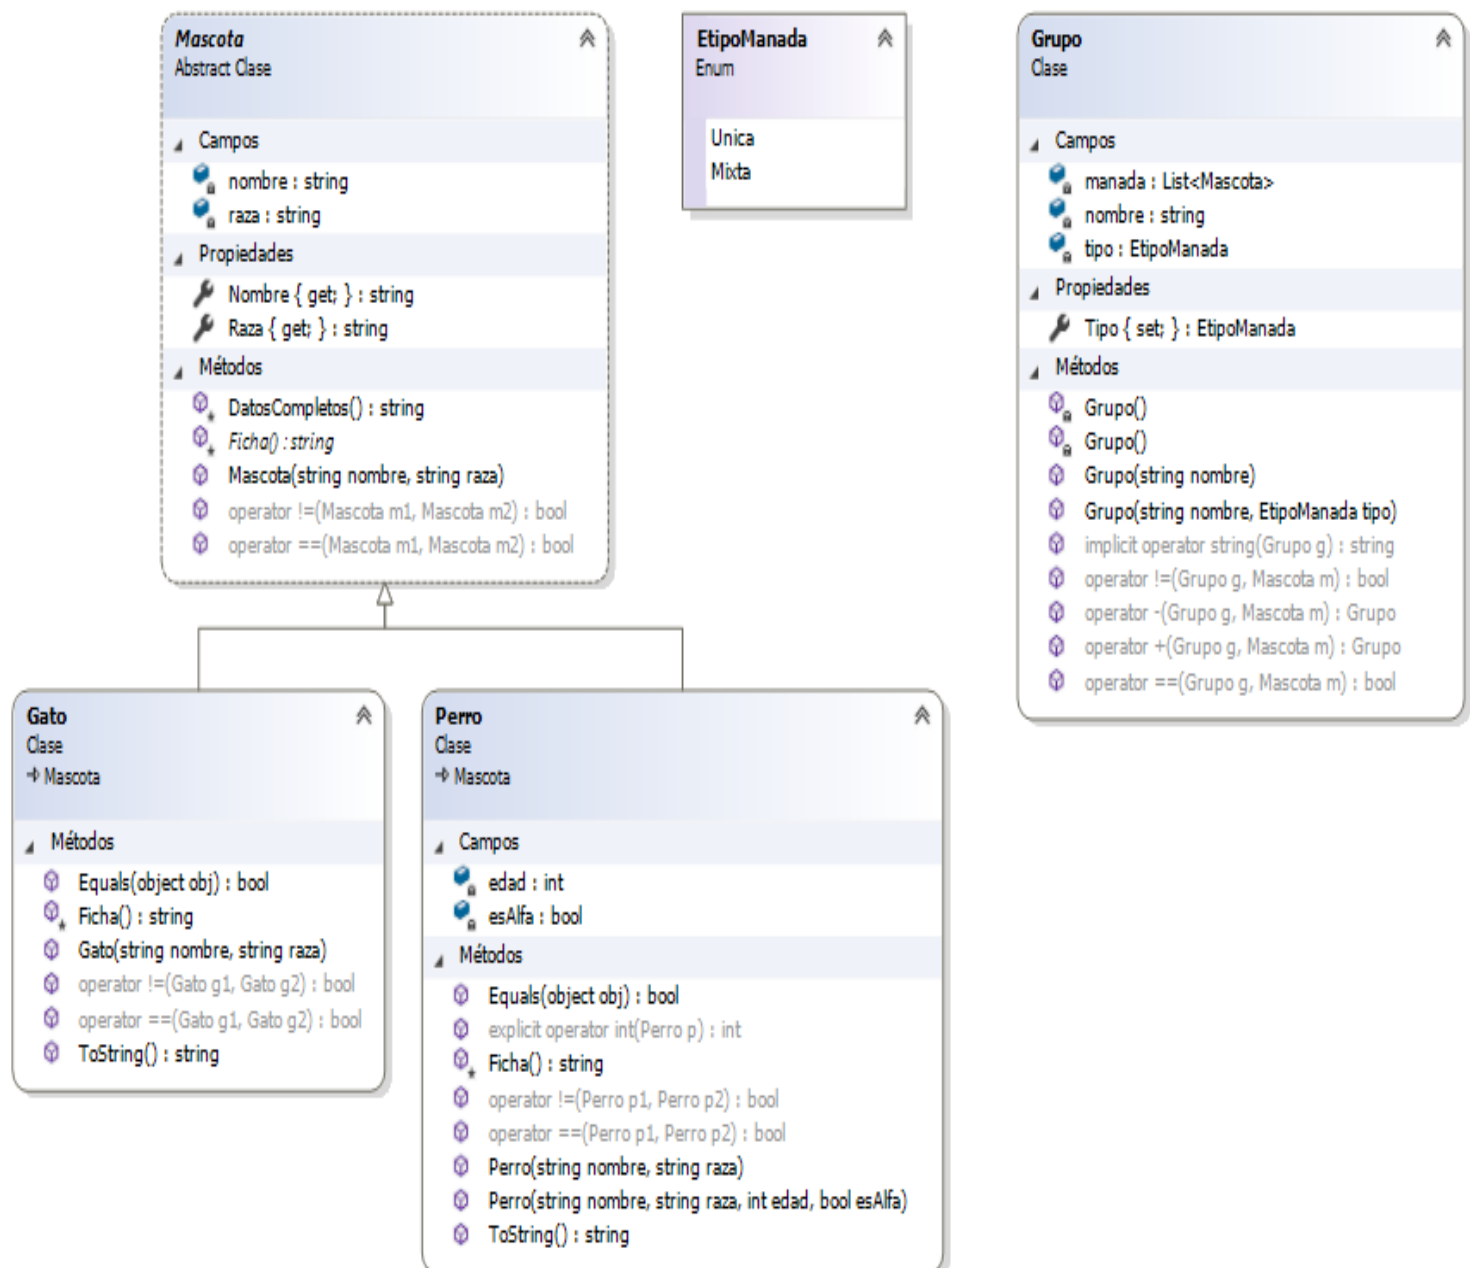 Mascota
Abstract Clase
Campos
nombre : string
raza : string
Propiedades
Nombre { get; } : string
Raza { get; } : string
Métodos
DatosCompletos() : string
Ficha() : string
Mascota(string nombre, string raza)
operator !=(Mascota m1, Mascota m2) : bool
operator ==(Mascota m1, Mascota m2) : bool
EtipoManada
Enum
Unica
Mixta
Grupo
Clase
Campos
manada : List<Mascota>
nombre : string
tipo : EtipoManada
Propiedades
Tipo { set; } : EtipoManada
Métodos
Grupo()
Grupo()
Grupo(string nombre)
Grupo(string nombre, EtipoManada tipo)
implicit operator string(Grupo g) : string
operator !=(Grupo g, Mascota m) : bool
operator -(Grupo g, Mascota m) : Grupo
operator +(Grupo g, Mascota m) : Grupo
operator ==(Grupo g, Mascota m) : bool
Gato
Clase
Mascota
Métodos
Equals(object obj) : bool
Ficha() : string
Gato(string nombre, string raza)
operator !=(Gato g1, Gato g2) : bool
operator ==(Gato g1, Gato g2) : bool
ToString() : string
Perro
Clase
Mascota
Campos
edad : int
esAlfa : bool
Métodos
Equals(object obj) : bool
explicit operator int(Perro p) : int
Ficha() : string
operator !=(Perro p1, Perro p2) : bool
operator ==(Perro p1, Perro p2) : bool
Perro(string nombre, string raza)
Perro(string nombre, string raza, int edad, bool esAlfa)
ToString() : string